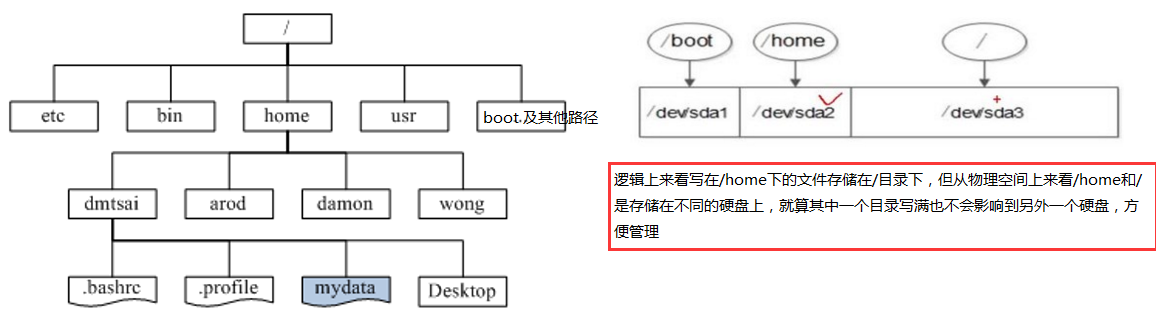 /
etc
bin
home
usr
boot.及其他路径
dmtsai
arod
damon
wong
.bashrc
.profile
mydata
Desktop
/boot
/home
/
/dev/sda1
/dev/sda2
/dev/sda3
逻辑上来看写在/home下的文件存储在/目录下，但从物理空间上来看/home和/
是存储在不同的硬盘上，就算其中一个目录写满也不会影响到另外一个硬盘，方
便管理